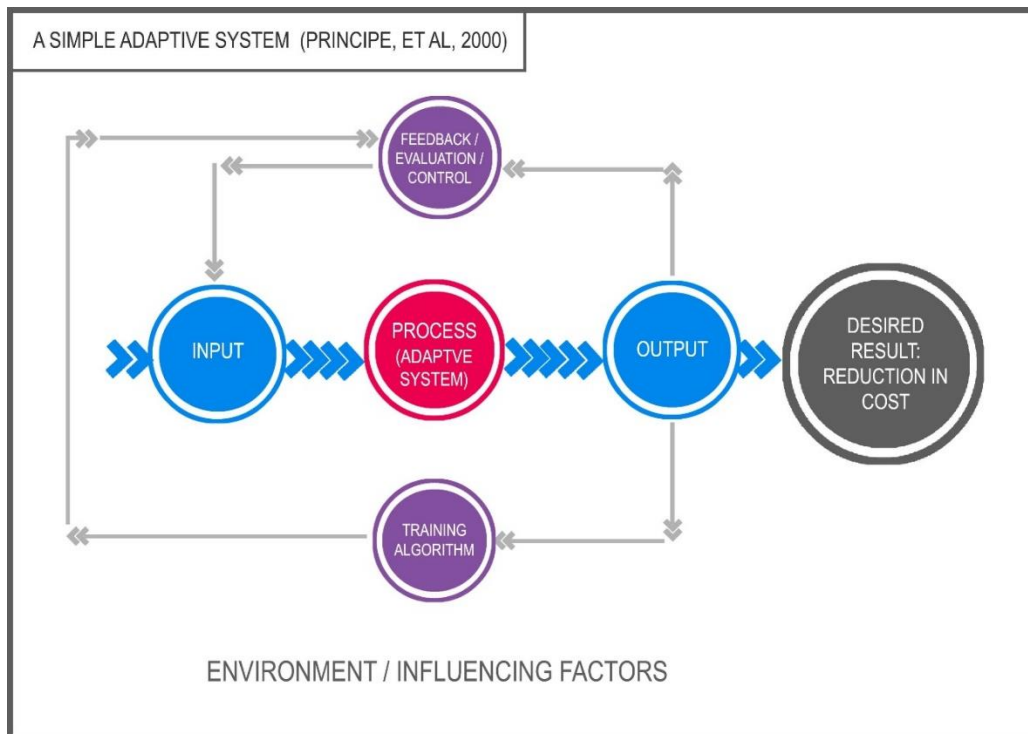 A SIMPLE ADAPTIVE SYSTEM (PRINCIPE, ET AL, 2000)
FEEDBACK /
EVALUATION /
CONTROL
INPUT
PROCESS
(ADAPTVE
SYSTEM)
OUTPUT
DESIRED
RESULT:
REDUCTION IN
COST
TRAINING
ALGORITHM
ENVIRONMENT / INFLUENCING FACTORS